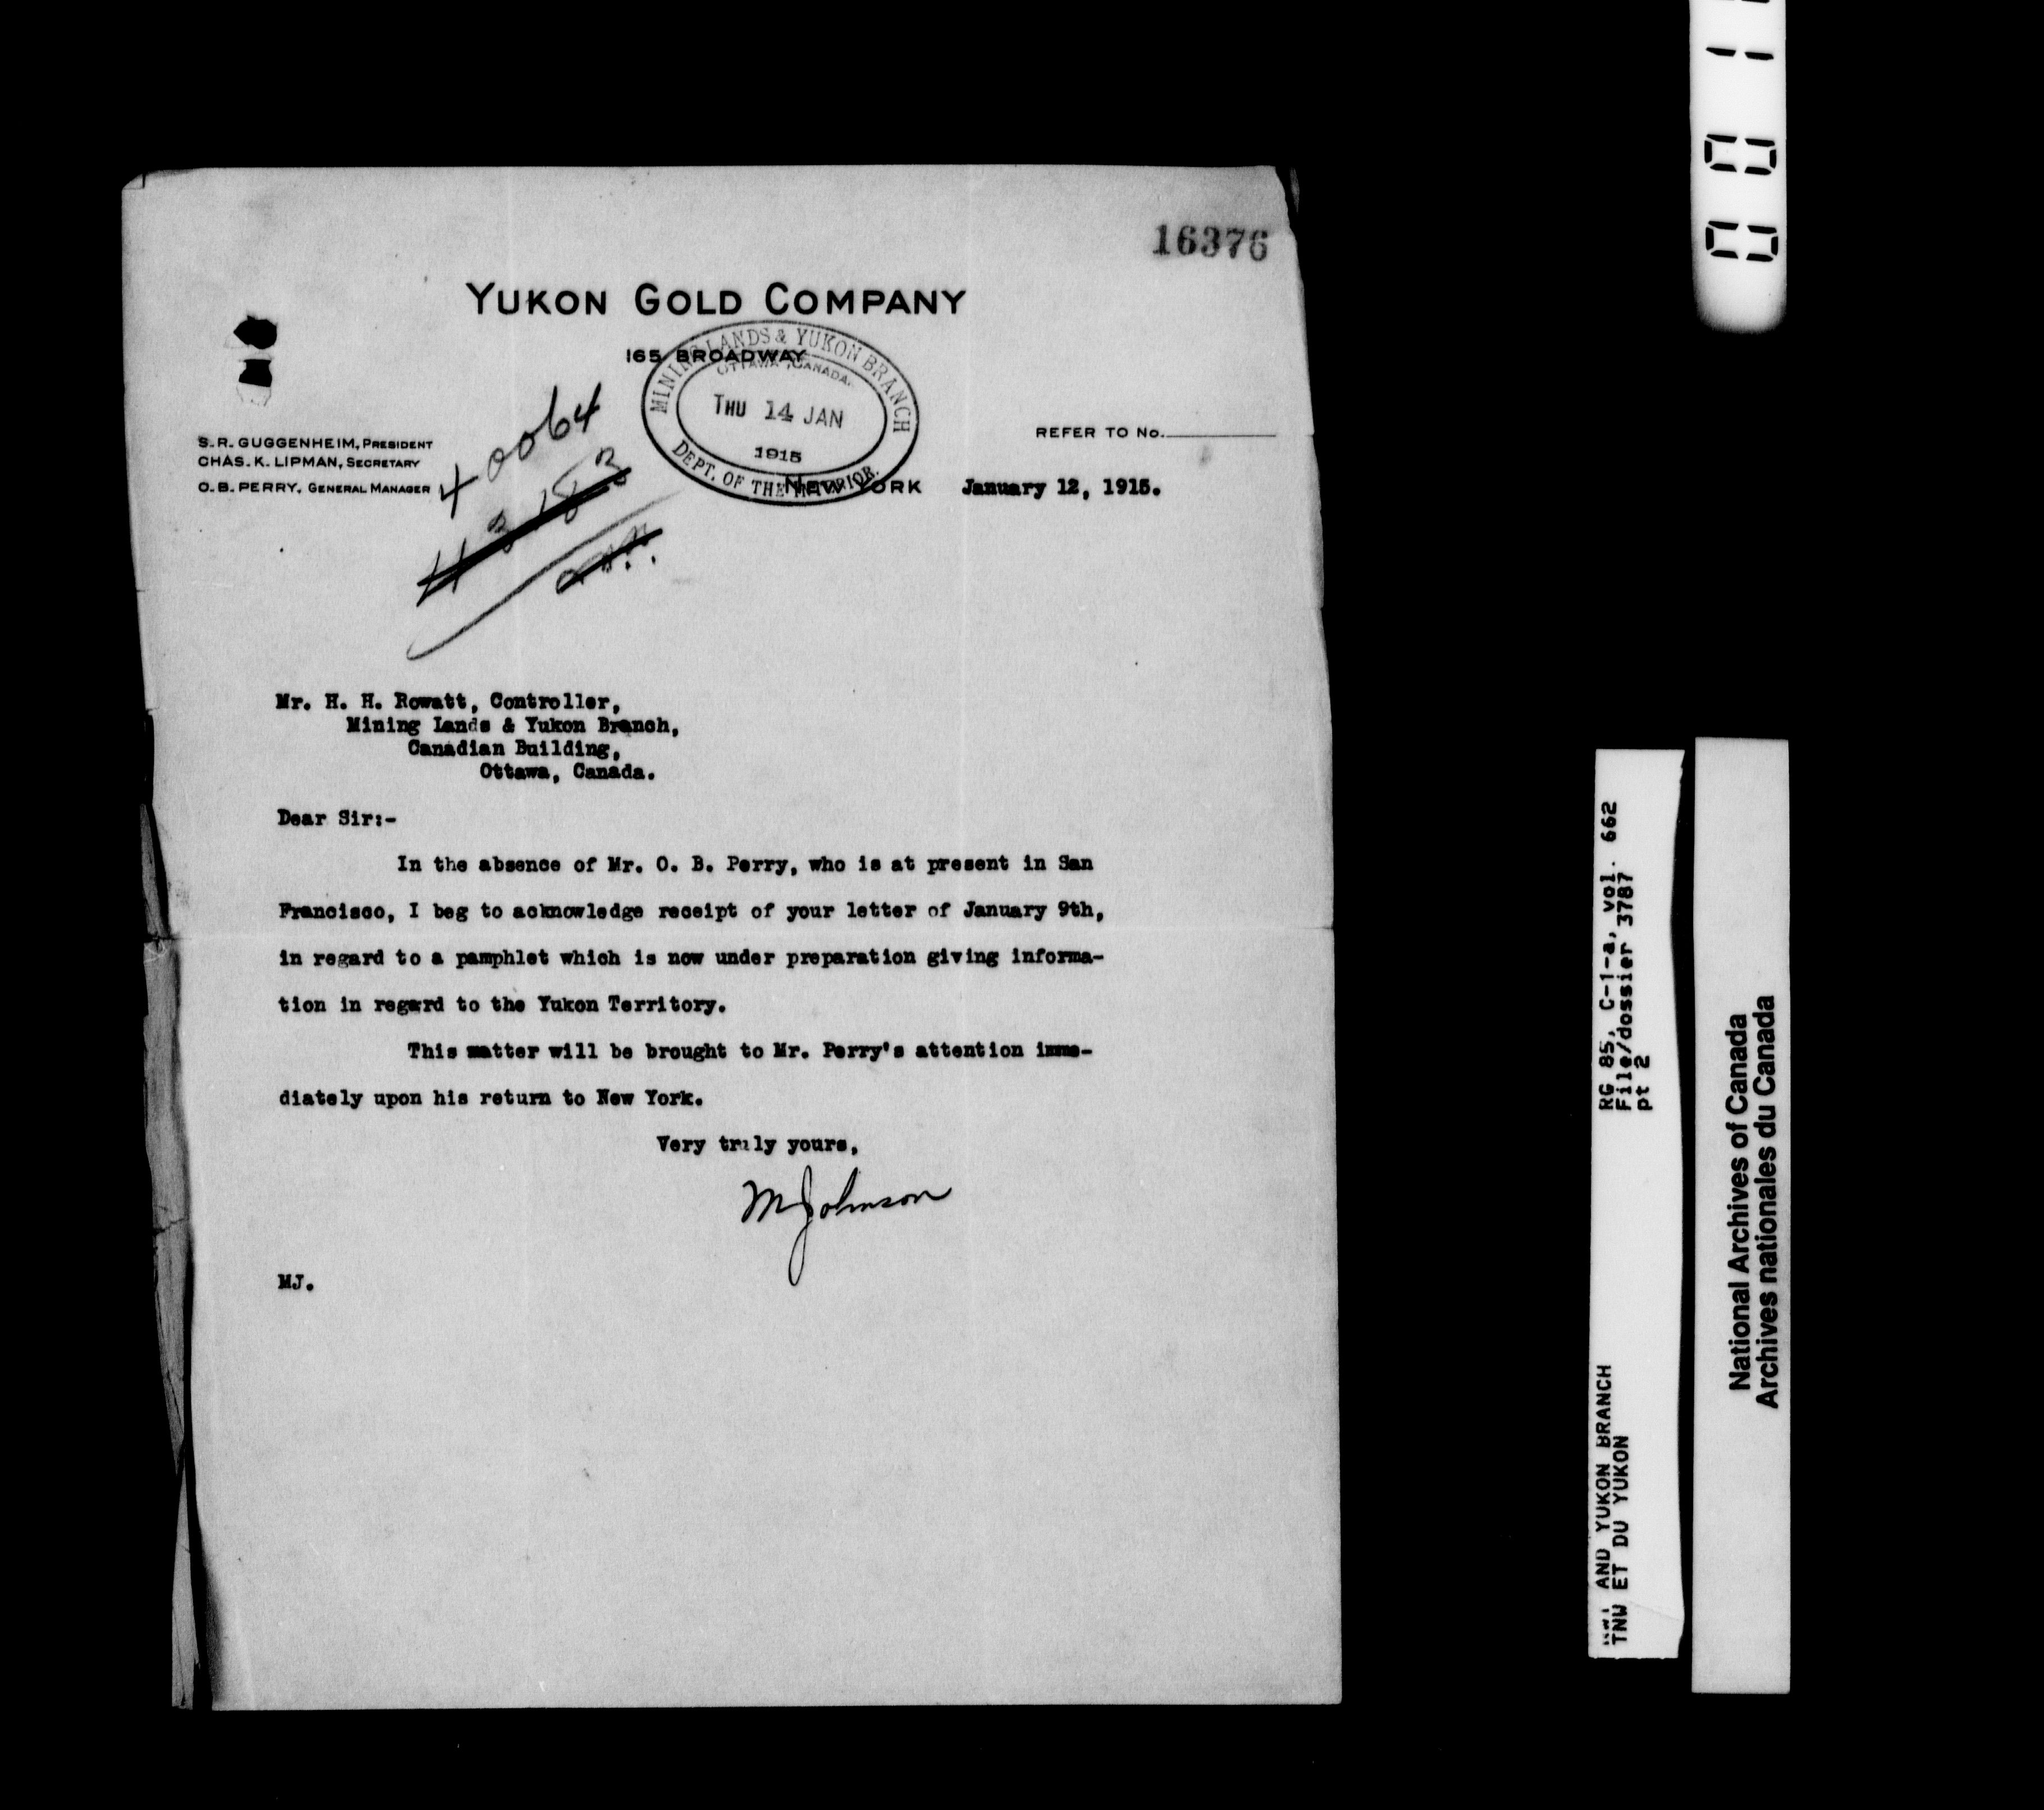 16376
YUKON GOLD COMPANY
165 BROADWAY
MINING LANDS & YUKON BRANCH
OTTAWA, CANADA.
THU 14 JAN
1915
DEPT. OF THE INTERIOR.
40064
S. R. GUGGENHEIM, PRESIDENT
CHAS. K. LIPMAN, SECRETARY
O. B. PERRY, GENERAL MANAGER
REFER TO No.
NEW YORK January 12, 1915.
Mr. H. H. Rowatt, Controller,
Mining Lands & Yukon Branch,
Canadian Building,
Ottawa, Canada.
Dear Sir:-
In the absence of Mr. O. B. Perry, who is at present in San
Francisco, I beg to acknowledge receipt of your letter of January 9th,
in regard to a pamphlet which is now under preparation giving informa-
tion in regard to the Yukon Territory.
This matter will be brought to Mr. Perry's attention imme-
diately upon his return to New York.
Very truly yours,
M Johnson
MJ.
RG 85, C-1-a, vol. 662
File/dossier 3787
pt 2
AND YUKON BRANCH
TNW ET DU YUKON
National Archives of Canada
Archives nationales du Canada